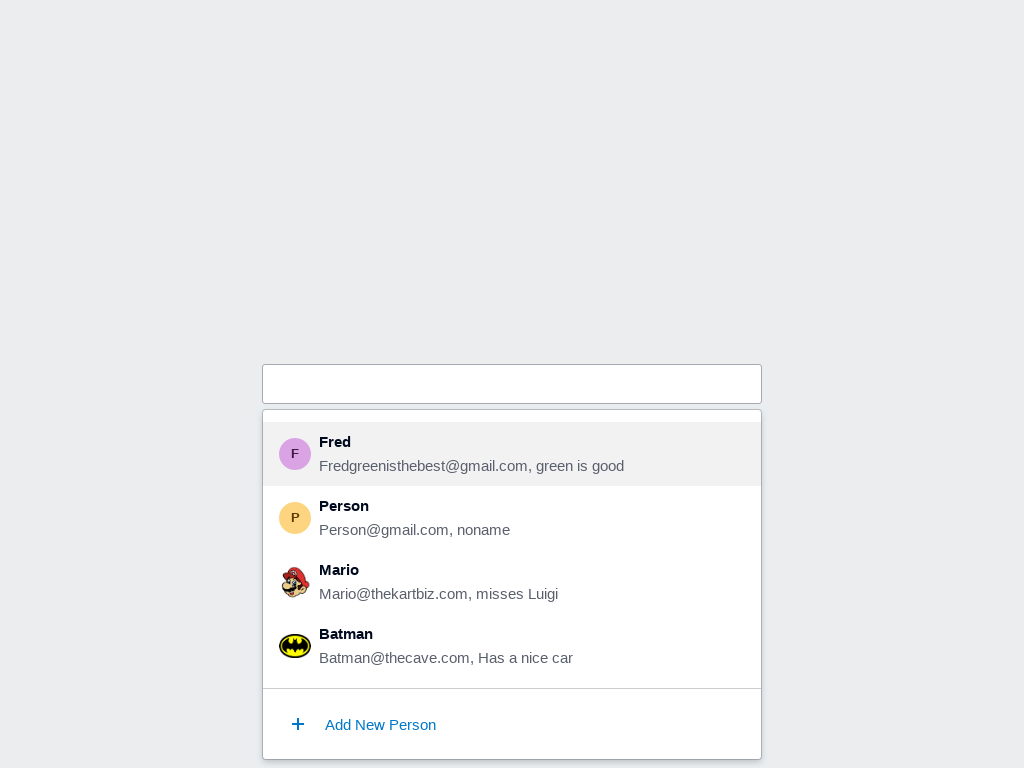 F
Fred
Fredgreenisthebest@gmail.com, green is good
P
Person
Person@gmail.com, noname
Mario
Mario@thekartbiz.com, misses Luigi
Batman
Batman@thecave.com, Has a nice car
Add New Person